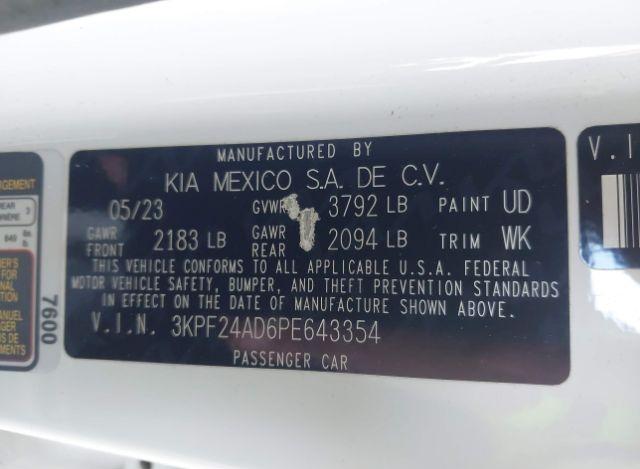 MANUFACTURED BY
KIA MEXICO S.A. DE C.V.
05/23 GVWR 3792 LB PAINT UD
GAWR FRONT 2183 LB GAWR REAR 2094 LB TRIM WK
THIS VEHICLE CONFORMS TO ALL APPLICABLE U.S.A. FEDERAL
MOTOR VEHICLE SAFETY, BUMPER, AND THEFT PREVENTION STANDARDS
IN EFFECT ON THE DATE OF MANUFACTURE SHOWN ABOVE.
V.I.N. 3KPF24AD6PE643354
PASSENGER CAR
7600
V.I